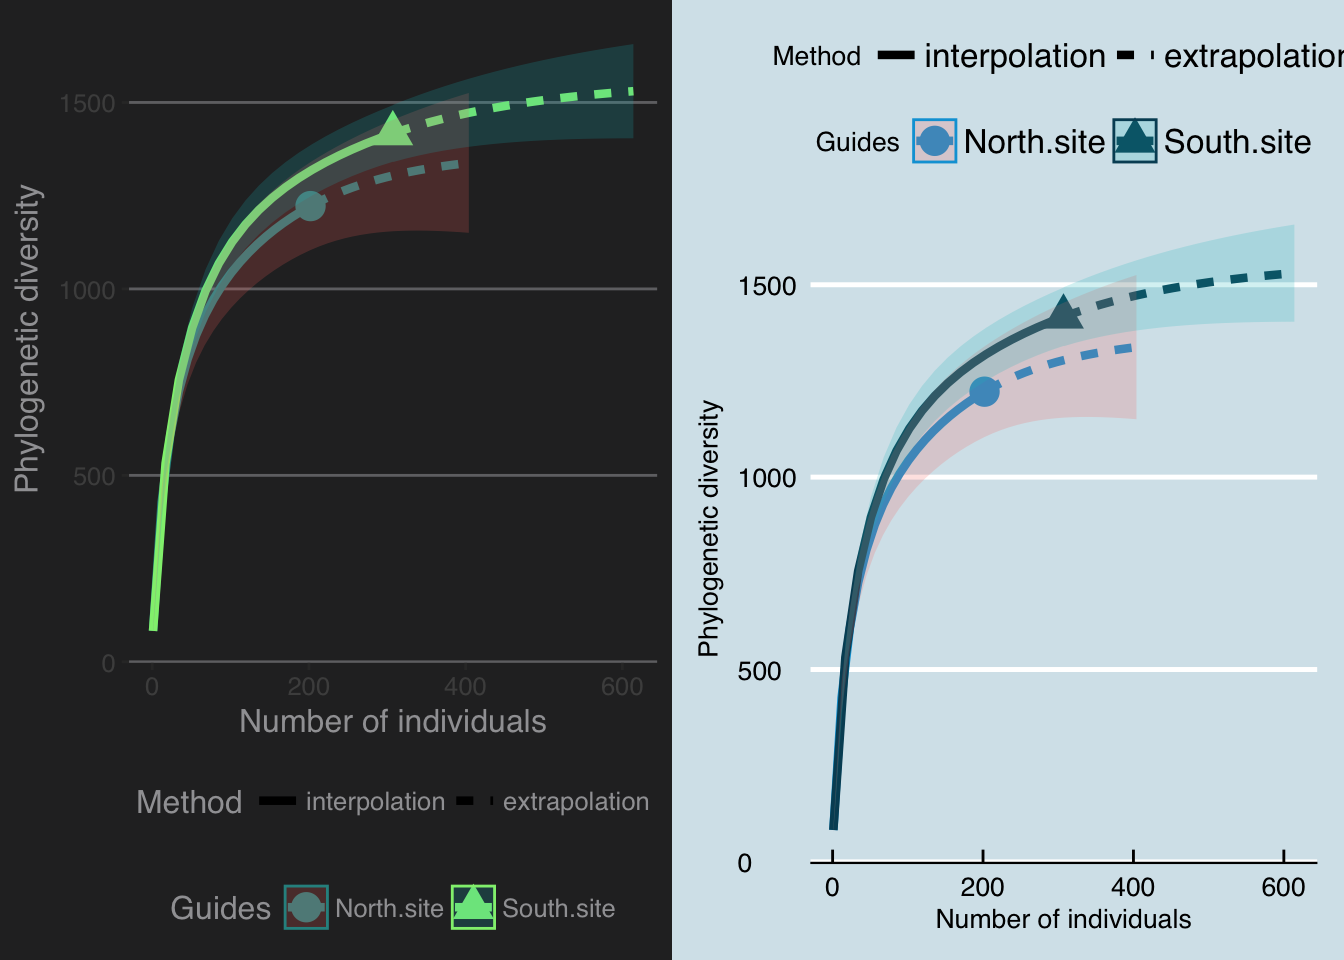 1500
1000
500
0
0 200 400 600
Phylogenetic diversity
Number of individuals
Method interpolation extrapolation
Guides North.site South.site
Method interpolation extrapolation
Guides North.site South.site
1500
1000
500
0
0 200 400 600
Phylogenetic diversity
Number of individuals